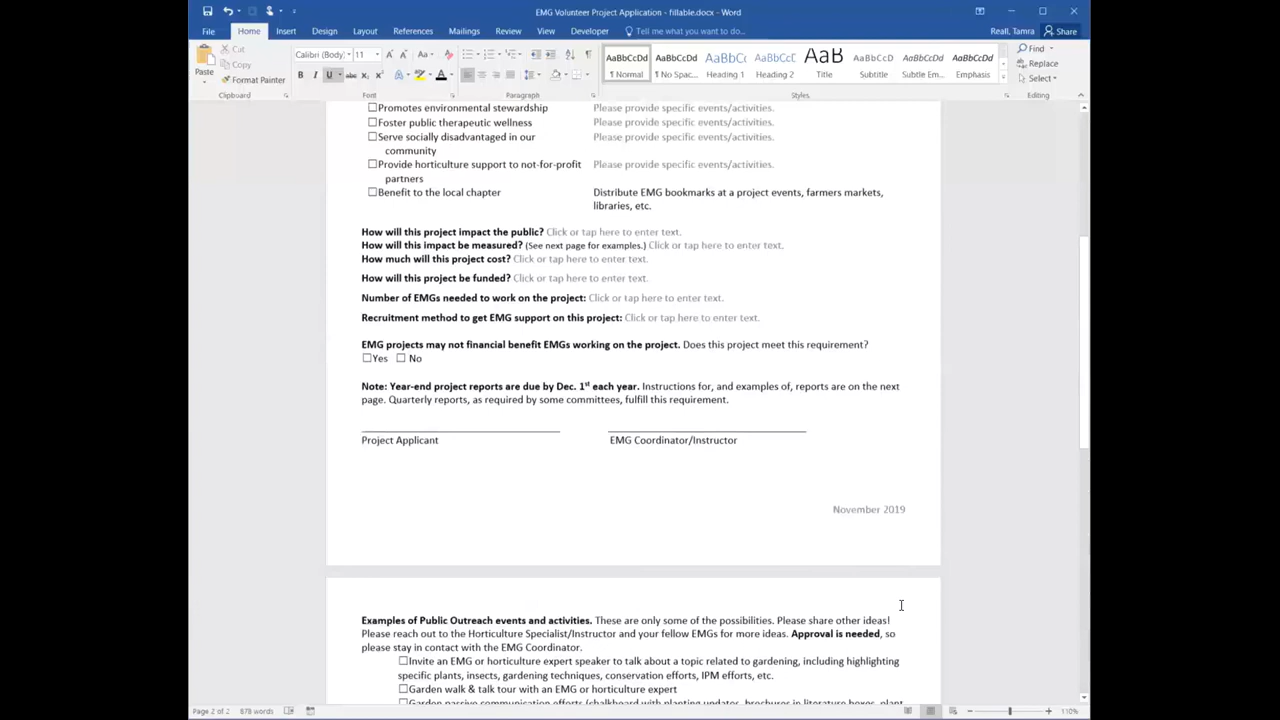 EMG Volunteer Project Application - fillable.docx - Word
File Home Insert Design Layout References Mailings Review View Developer Tell me what you want to do... Reall, Tamra Share
Paste Cut Copy Format Painter
Calibri (Body) 11
B I U abc X₂ X²
AaBbCcDd AaBbCcDd AaBbCc AaBbCcC AaB AaBbCcD AaBbCcDd AaBbCcDd
¶ Normal ¶ No Spac... Heading 1 Heading 2 Title Subtitle Subtle Em... Emphasis
Find Replace Select
Clipboard Font Paragraph Styles Editing
☐Promotes environmental stewardship Please provide specific events/activities.
☐Foster public therapeutic wellness Please provide specific events/activities.
☐Serve socially disadvantaged in our Please provide specific events/activities.
community
☐Provide horticulture support to not-for-profit Please provide specific events/activities.
partners
☐Benefit to the local chapter Distribute EMG bookmarks at a project events, farmers markets,
libraries, etc.
How will this project impact the public? Click or tap here to enter text.
How will this impact be measured? (See next page for examples.) Click or tap here to enter text.
How much will this project cost? Click or tap here to enter text.
How will this project be funded? Click or tap here to enter text.
Number of EMGs needed to work on the project: Click or tap here to enter text.
Recruitment method to get EMG support on this project: Click or tap here to enter text.
EMG projects may not financial benefit EMGs working on the project. Does this project meet this requirement?
☐Yes ☐ No
Note: Year-end project reports are due by Dec. 1st each year. Instructions for, and examples of, reports are on the next
page. Quarterly reports, as required by some committees, fulfill this requirement.
Project Applicant EMG Coordinator/Instructor
November 2019
Examples of Public Outreach events and activities. These are only some of the possibilities. Please share other ideas!
Please reach out to the Horticulture Specialist/Instructor and your fellow EMGs for more ideas. Approval is needed, so
please stay in contact with the EMG Coordinator.
☐Invite an EMG or horticulture expert speaker to talk about a topic related to gardening, including highlighting
specific plants, insects, gardening techniques, conservation efforts, IPM efforts, etc.
☐Garden walk & talk tour with an EMG or horticulture expert
☐Garden passive communication efforts (chalkboard with planting updates, brochures in literature boxes, plant
Page 2 of 2 878 words 110%